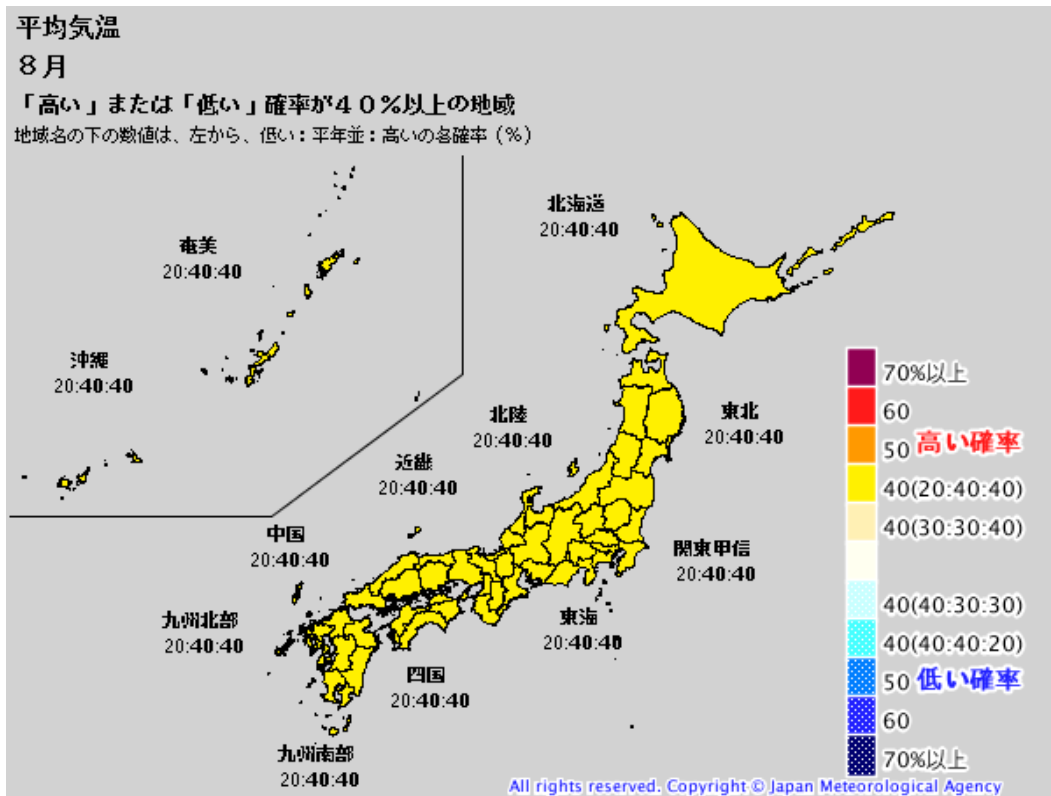 平均気温
８月
「高い」または「低い」確率が４０％以上の地域
地域名の下の数値は、左から、低い：平年並：高いの各確率（％）
北海道
20:40:40
奄美
20:40:40
沖縄
20:40:40
北陸
20:40:40
東北
20:40:40
近畿
20:40:40
中国
20:40:40
関東甲信
20:40:40
九州北部
20:40:40
東海
20:40:40
四国
20:40:40
九州南部
20:40:40
70%以上
60
50 高い確率
40(20:40:40)
40(30:30:40)
40(40:30:30)
40(40:40:20)
50 低い確率
60
70%以上
All rights reserved. Copyright © Japan Meteorological Agency